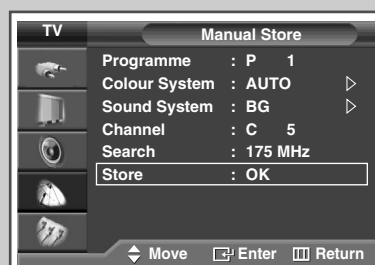 TV
Manual Store
Programme : P 1
Colour System : AUTO
Sound System : BG
Channel : C 5
Search : 175 MHz
Store : OK
Move Enter Return